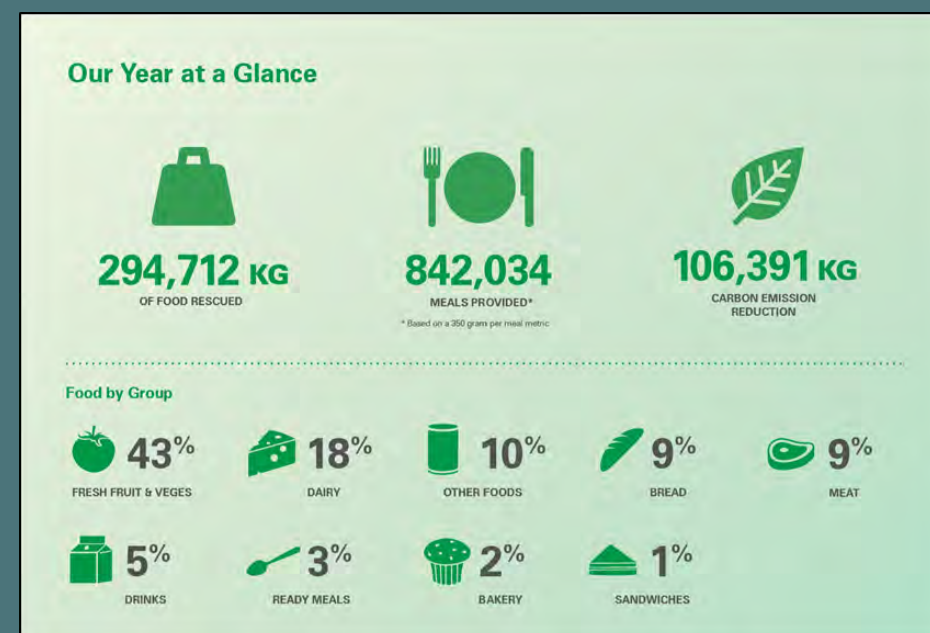 Our Year at a Glance
294,712 KG
OF FOOD RESCUED
842,034
MEALS PROVIDED*
* Based on a 350 gram per meal metric
106,391 KG
CARBON EMISSION
REDUCTION
Food by Group
43%
FRESH FRUIT & VEGES
18%
DAIRY
10%
OTHER FOODS
9%
BREAD
9%
MEAT
5%
DRINKS
3%
READY MEALS
2%
BAKERY
1%
SANDWICHES